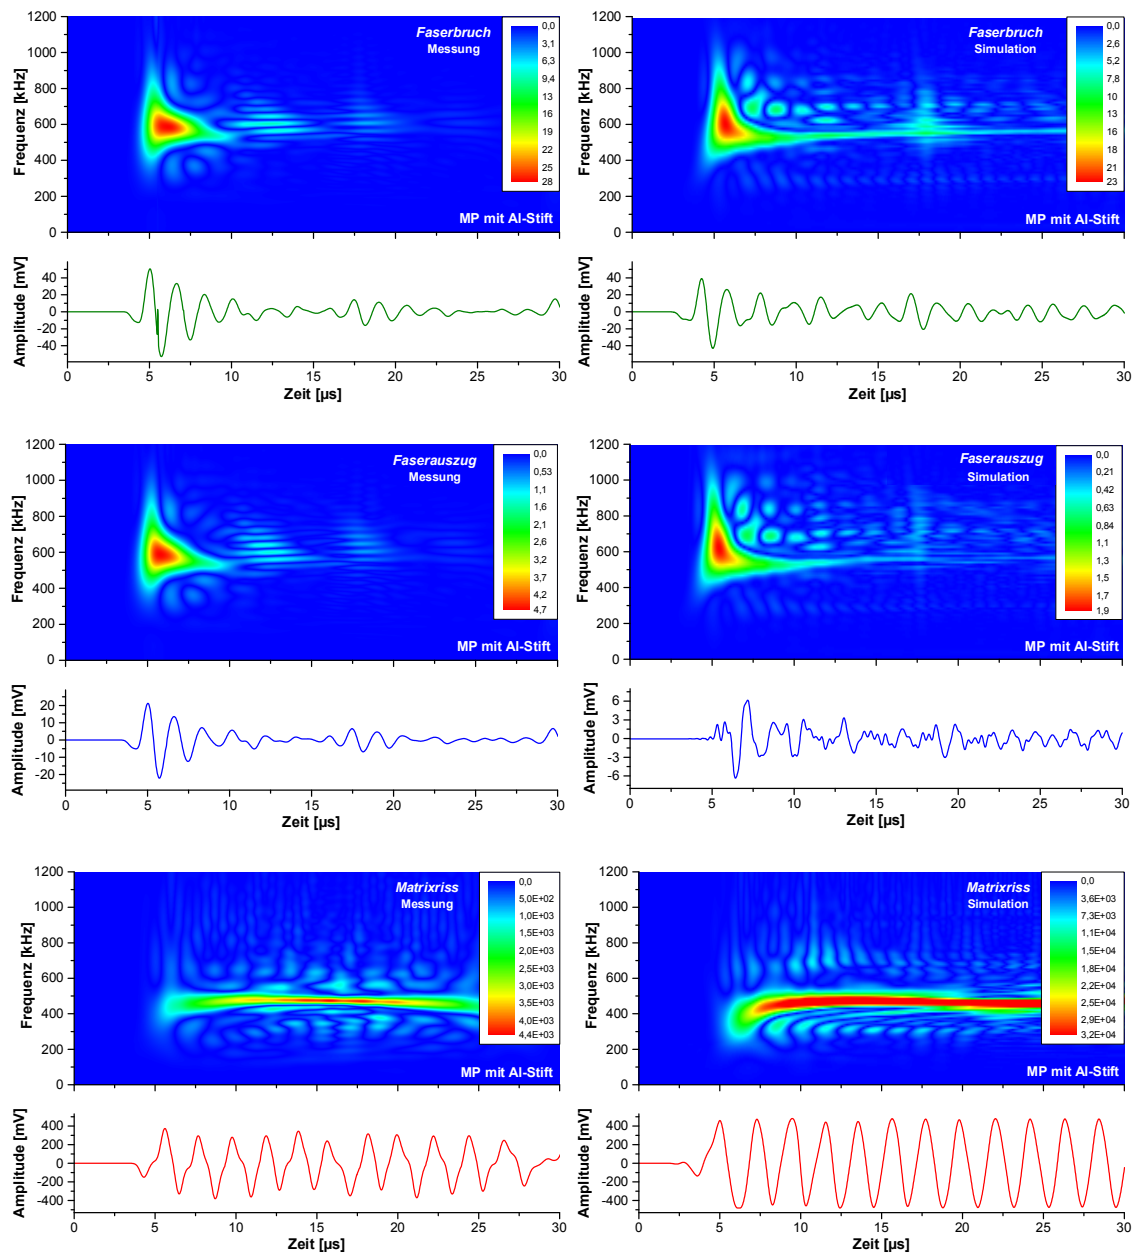 Faserbruch
Messung
MP mit Al-Stift
Frequenz [kHz]
1200
1000
800
600
400
200
0
0,0
3,1
6,3
9,4
13
16
19
22
25
28
Amplitude [mV]
40
20
0
-20
-40
0 5 10 15 20 25 30
Zeit [µs]
Faserbruch
Simulation
MP mit Al-Stift
Frequenz [kHz]
1200
1000
800
600
400
200
0
0,0
2,6
5,2
7,8
10
13
16
18
21
23
Amplitude [mV]
40
20
0
-20
-40
0 5 10 15 20 25 30
Zeit [µs]
Faserauszug
Messung
MP mit Al-Stift
Frequenz [kHz]
1200
1000
800
600
400
200
0
0,0
0,53
1,1
1,6
2,1
2,6
3,2
3,7
4,2
4,7
Amplitude [mV]
20
10
0
-10
-20
0 5 10 15 20 25 30
Zeit [µs]
Faserauszug
Simulation
MP mit Al-Stift
Frequenz [kHz]
1200
1000
800
600
400
200
0
0,0
0,21
0,42
0,63
0,84
1,1
1,3
1,5
1,7
1,9
Amplitude [mV]
6
3
0
-3
-6
0 5 10 15 20 25 30
Zeit [µs]
Matrixriss
Messung
MP mit Al-Stift
Frequenz [kHz]
1200
1000
800
600
400
200
0
0,0
5,0E+02
1,0E+03
1,5E+03
2,0E+03
2,5E+03
3,0E+03
3,5E+03
4,0E+03
4,4E+03
Amplitude [mV]
400
200
0
-200
-400
0 5 10 15 20 25 30
Zeit [µs]
Matrixriss
Simulation
MP mit Al-Stift
Frequenz [kHz]
1200
1000
800
600
400
200
0
0,0
3,6E+03
7,3E+03
1,1E+04
1,5E+04
1,8E+04
2,2E+04
2,5E+04
2,9E+04
3,2E+04
Amplitude [mV]
400
200
0
-200
-400
0 5 10 15 20 25 30
Zeit [µs]